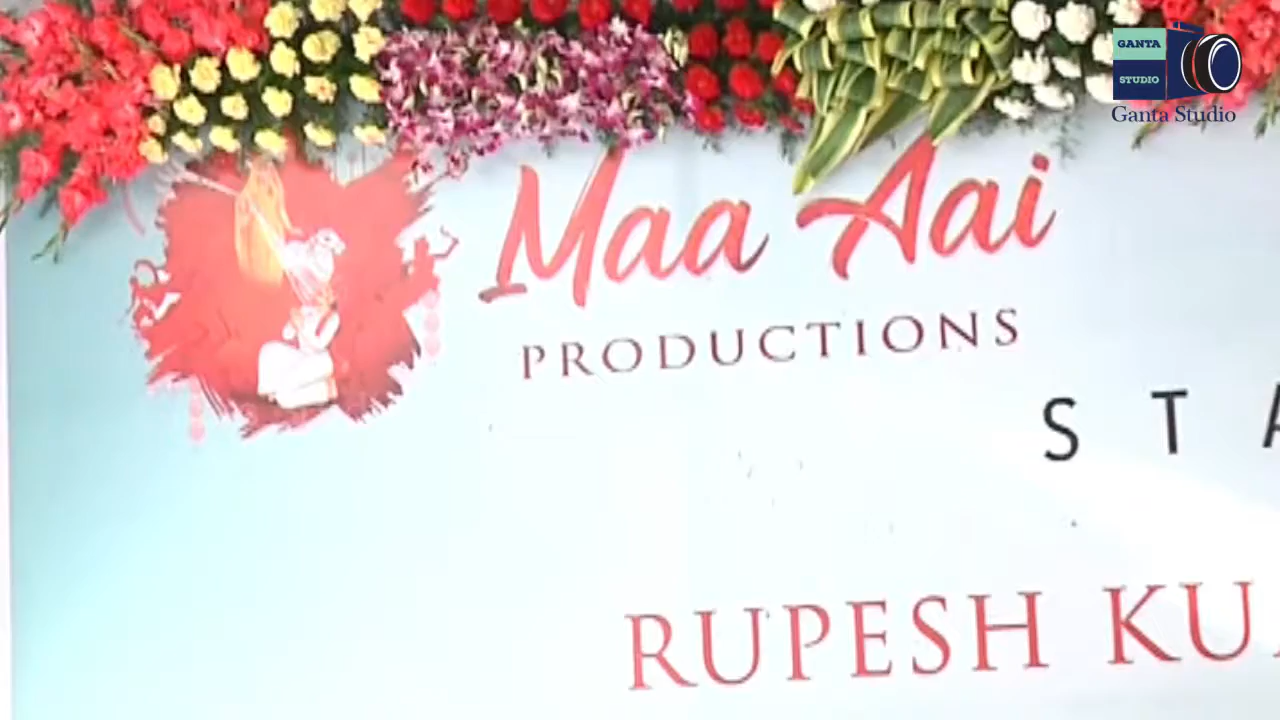 GANTA
STUDIO
Ganta Studio
Maa Aai
PRODUCTIONS
S T A
RUPESH KU